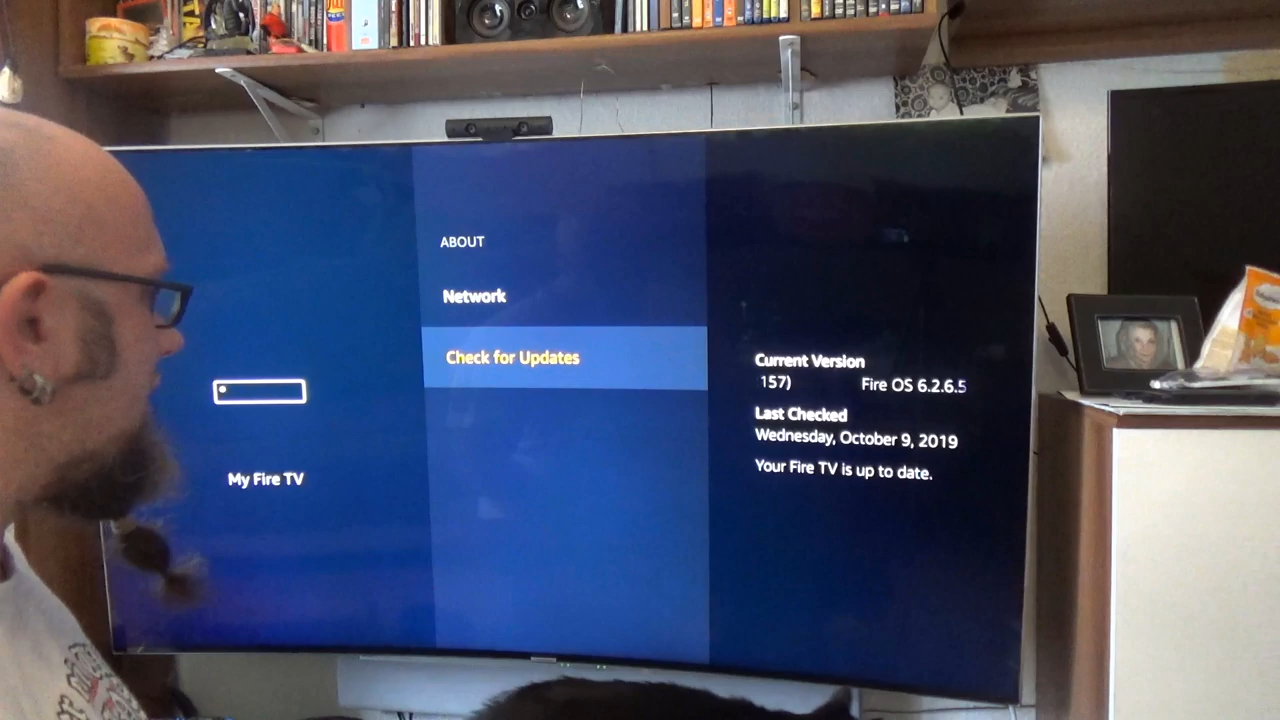 ABOUT
Network
Check for Updates
My Fire TV
Current Version
157) Fire OS 6.2.6.5
Last Checked
Wednesday, October 9, 2019
Your Fire TV is up to date.